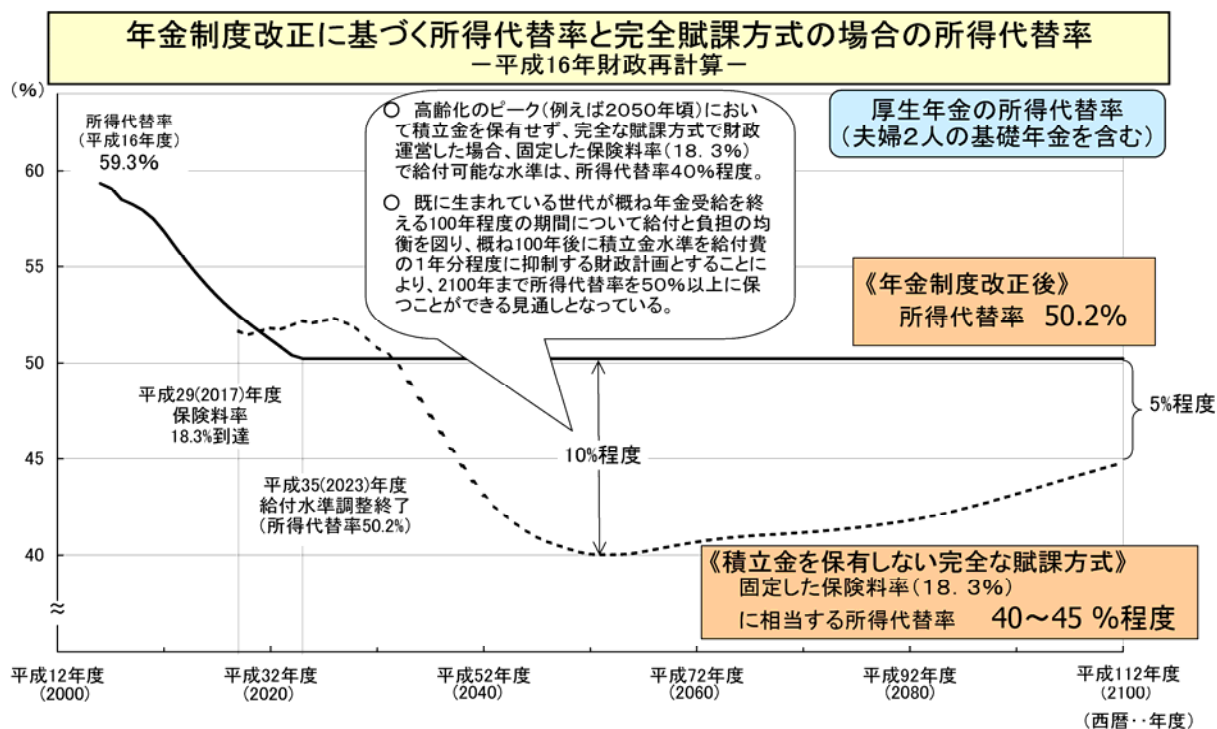 年金制度改正に基づく所得代替率と完全賦課方式の場合の所得代替率
－平成16年財政再計算－
(%)
所得代替率
(平成16年度)
59.3%
○ 高齢化のピーク(例えば2050年頃)におい
て積立金を保有せず、完全な賦課方式で財政
運営した場合、固定した保険料率(18．3%)
で給付可能な水準は、所得代替率40%程度。
○ 既に生まれている世代が概ね年金受給を終
える100年程度の期間について給付と負担の均
衡を図り、概ね100年後に積立金水準を給付費
の1年分程度に抑制する財政計画とすることに
より、2100年まで所得代替率を50%以上に保
つことができる見通しとなっている。
厚生年金の所得代替率
(夫婦2人の基礎年金を含む)
60
55
50
45
40
≈
《年金制度改正後》
所得代替率 50.2%
平成29(2017)年度
保険料率
18.3%到達
平成35(2023)年度
給付水準調整終了
(所得代替率50.2%)
10%程度
5%程度
《積立金を保有しない完全な賦課方式》
固定した保険料率(18．3%)
に相当する所得代替率 40～45 %程度
平成12年度
(2000)
平成32年度
(2020)
平成52年度
(2040)
平成72年度
(2060)
平成92年度
(2080)
平成112年度
(2100)
(西暦‥年度)